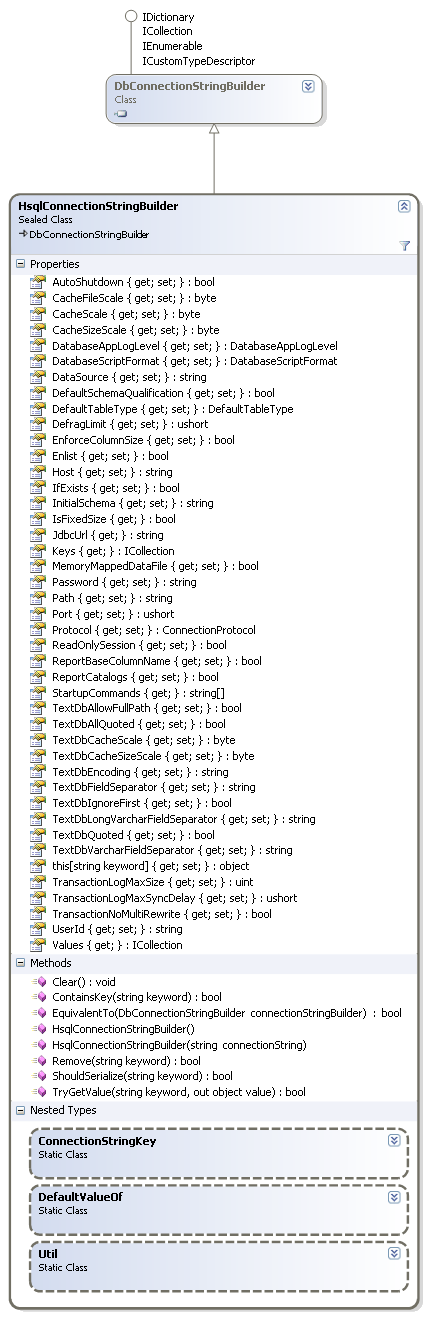 IDictionary
ICollection
IEnumerable
ICustomTypeDescriptor
DbConnectionStringBuilder
Class
HsqlConnectionStringBuilder
Sealed Class
DbConnectionStringBuilder
Properties
AutoShutdown { get; set; } : bool
CacheFileScale { get; set; } : byte
CacheScale { get; set; } : byte
CacheSizeScale { get; set; } : byte
DatabaseAppLogLevel { get; set; } : DatabaseAppLogLevel
DatabaseScriptFormat { get; set; } : DatabaseScriptFormat
DataSource { get; set; } : string
DefaultSchemaQualification { get; set; } : bool
DefaultTableType { get; set; } : DefaultTableType
DefragLimit { get; set; } : ushort
EnforceColumnSize { get; set; } : bool
Enlist { get; set; } : bool
Host { get; set; } : string
IfExists { get; set; } : bool
InitialSchema { get; set; } : string
IsFixedSize { get; set; } : bool
JdbcUrl { get; } : string
Keys { get; } : ICollection
MemoryMappedDataFile { get; set; } : bool
Password { get; set; } : string
Path { get; set; } : string
Port { get; set; } : ushort
Protocol { get; set; } : ConnectionProtocol
ReadOnlySession { get; set; } : bool
ReportBaseColumnName { get; set; } : bool
ReportCatalogs { get; set; } : bool
StartupCommands { get; } : string[]
TextDbAllowFullPath { get; set; } : bool
TextDbAllQuoted { get; set; } : bool
TextDbCacheScale { get; set; } : byte
TextDbCacheSizeScale { get; set; } : byte
TextDbEncoding { get; set; } : string
TextDbFieldSeparator { get; set; } : string
TextDbIgnoreFirst { get; set; } : bool
TextDbLongVarcharFieldSeparator { get; set; } : string
TextDbQuoted { get; set; } : bool
TextDbVarcharFieldSeparator { get; set; } : string
this[string keyword] { get; set; } : object
TransactionLogMaxSize { get; set; } : uint
TransactionLogMaxSyncDelay { get; set; } : ushort
TransactionNoMultiRewrite { get; set; } : bool
UserId { get; set; } : string
Values { get; } : ICollection
Methods
Clear() : void
ContainsKey(string keyword) : bool
EquivalentTo(DbConnectionStringBuilder connectionStringBuilder) : bool
HsqlConnectionStringBuilder()
HsqlConnectionStringBuilder(string connectionString)
Remove(string keyword) : bool
ShouldSerialize(string keyword) : bool
TryGetValue(string keyword, out object value) : bool
Nested Types
ConnectionStringKey
Static Class
DefaultValueOf
Static Class
Util
Static Class